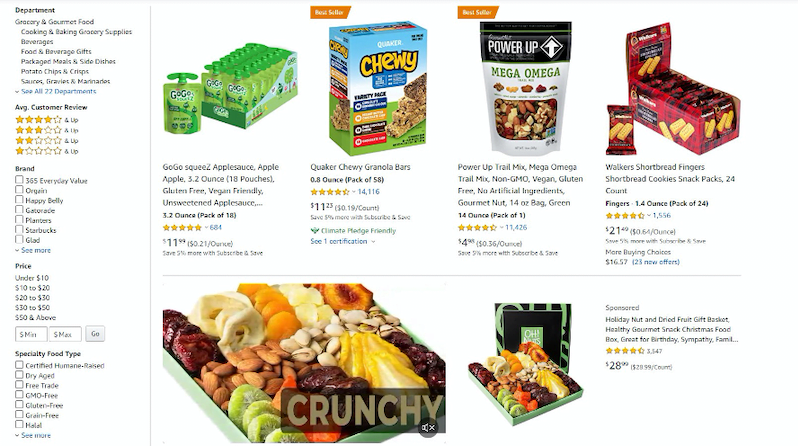 Department
Grocery & Gourmet Food
Cooking & Baking Grocery Supplies
Beverages
Food & Beverage Gifts
Packaged Meals & Side Dishes
Potato Chips & Crisps
Sauces, Gravies & Marinades
See All 22 Departments
Avg. Customer Review
& Up
& Up
& Up
& Up
Brand
365 Everyday Value
Orgain
Happy Belly
Gatorade
Planters
Starbucks
Glad
See more
Price
Under $10
$10 to $20
$20 to $30
$30 to $50
$50 & Above
$ Min
$ Max
Go
Specialty Food Type
Certified Humane-Raised
Dry Aged
Free Trade
GMO-Free
Gluten-Free
Grain-Free
Halal
See more
GoGo
squeeZ
GoGo squeeZ Applesauce, Apple
Apple, 3.2 Ounce (18 Pouches),
Gluten Free, Vegan Friendly,
Unsweetened Applesauce,...
3.2 Ounce (Pack of 18)
684
$11.99 ($0.21/Ounce)
Save 5% more with Subscribe & Save
Best Seller
QUAKER
Chewy
VARIETY PACK
Quaker Chewy Granola Bars
0.8 Ounce (Pack of 58)
14,116
$11.23 ($0.19/Count)
Save 5% more with Subscribe & Save
Climate Pledge Friendly
See 1 certification
Best Seller
POWER UP
MEGA OMEGA
TRAIL MIX
Power Up Trail Mix, Mega Omega
Trail Mix, Non-GMO, Vegan, Gluten
Free, No Artificial Ingredients,
Gourmet Nut, 14 oz Bag, Green
14 Ounce (Pack of 1)
11,426
$4.98 ($0.36/Ounce)
Save 5% more with Subscribe & Save
Walkers
Walkers Shortbread Fingers
Shortbread Cookies Snack Packs, 24
Count
Fingers · 1.4 Ounce (Pack of 24)
1,556
$21.49 ($0.64/Ounce)
Save 5% more with Subscribe & Save
More Buying Choices
$16.57 (23 new offers)
CRUNCHY
OH!
NUTS
Sponsored
Holiday Nut and Dried Fruit Gift Basket,
Healthy Gourmet Snack Christmas Food
Box, Great for Birthday, Sympathy, Famil...
3,547
$28.99 ($28.99/Count)